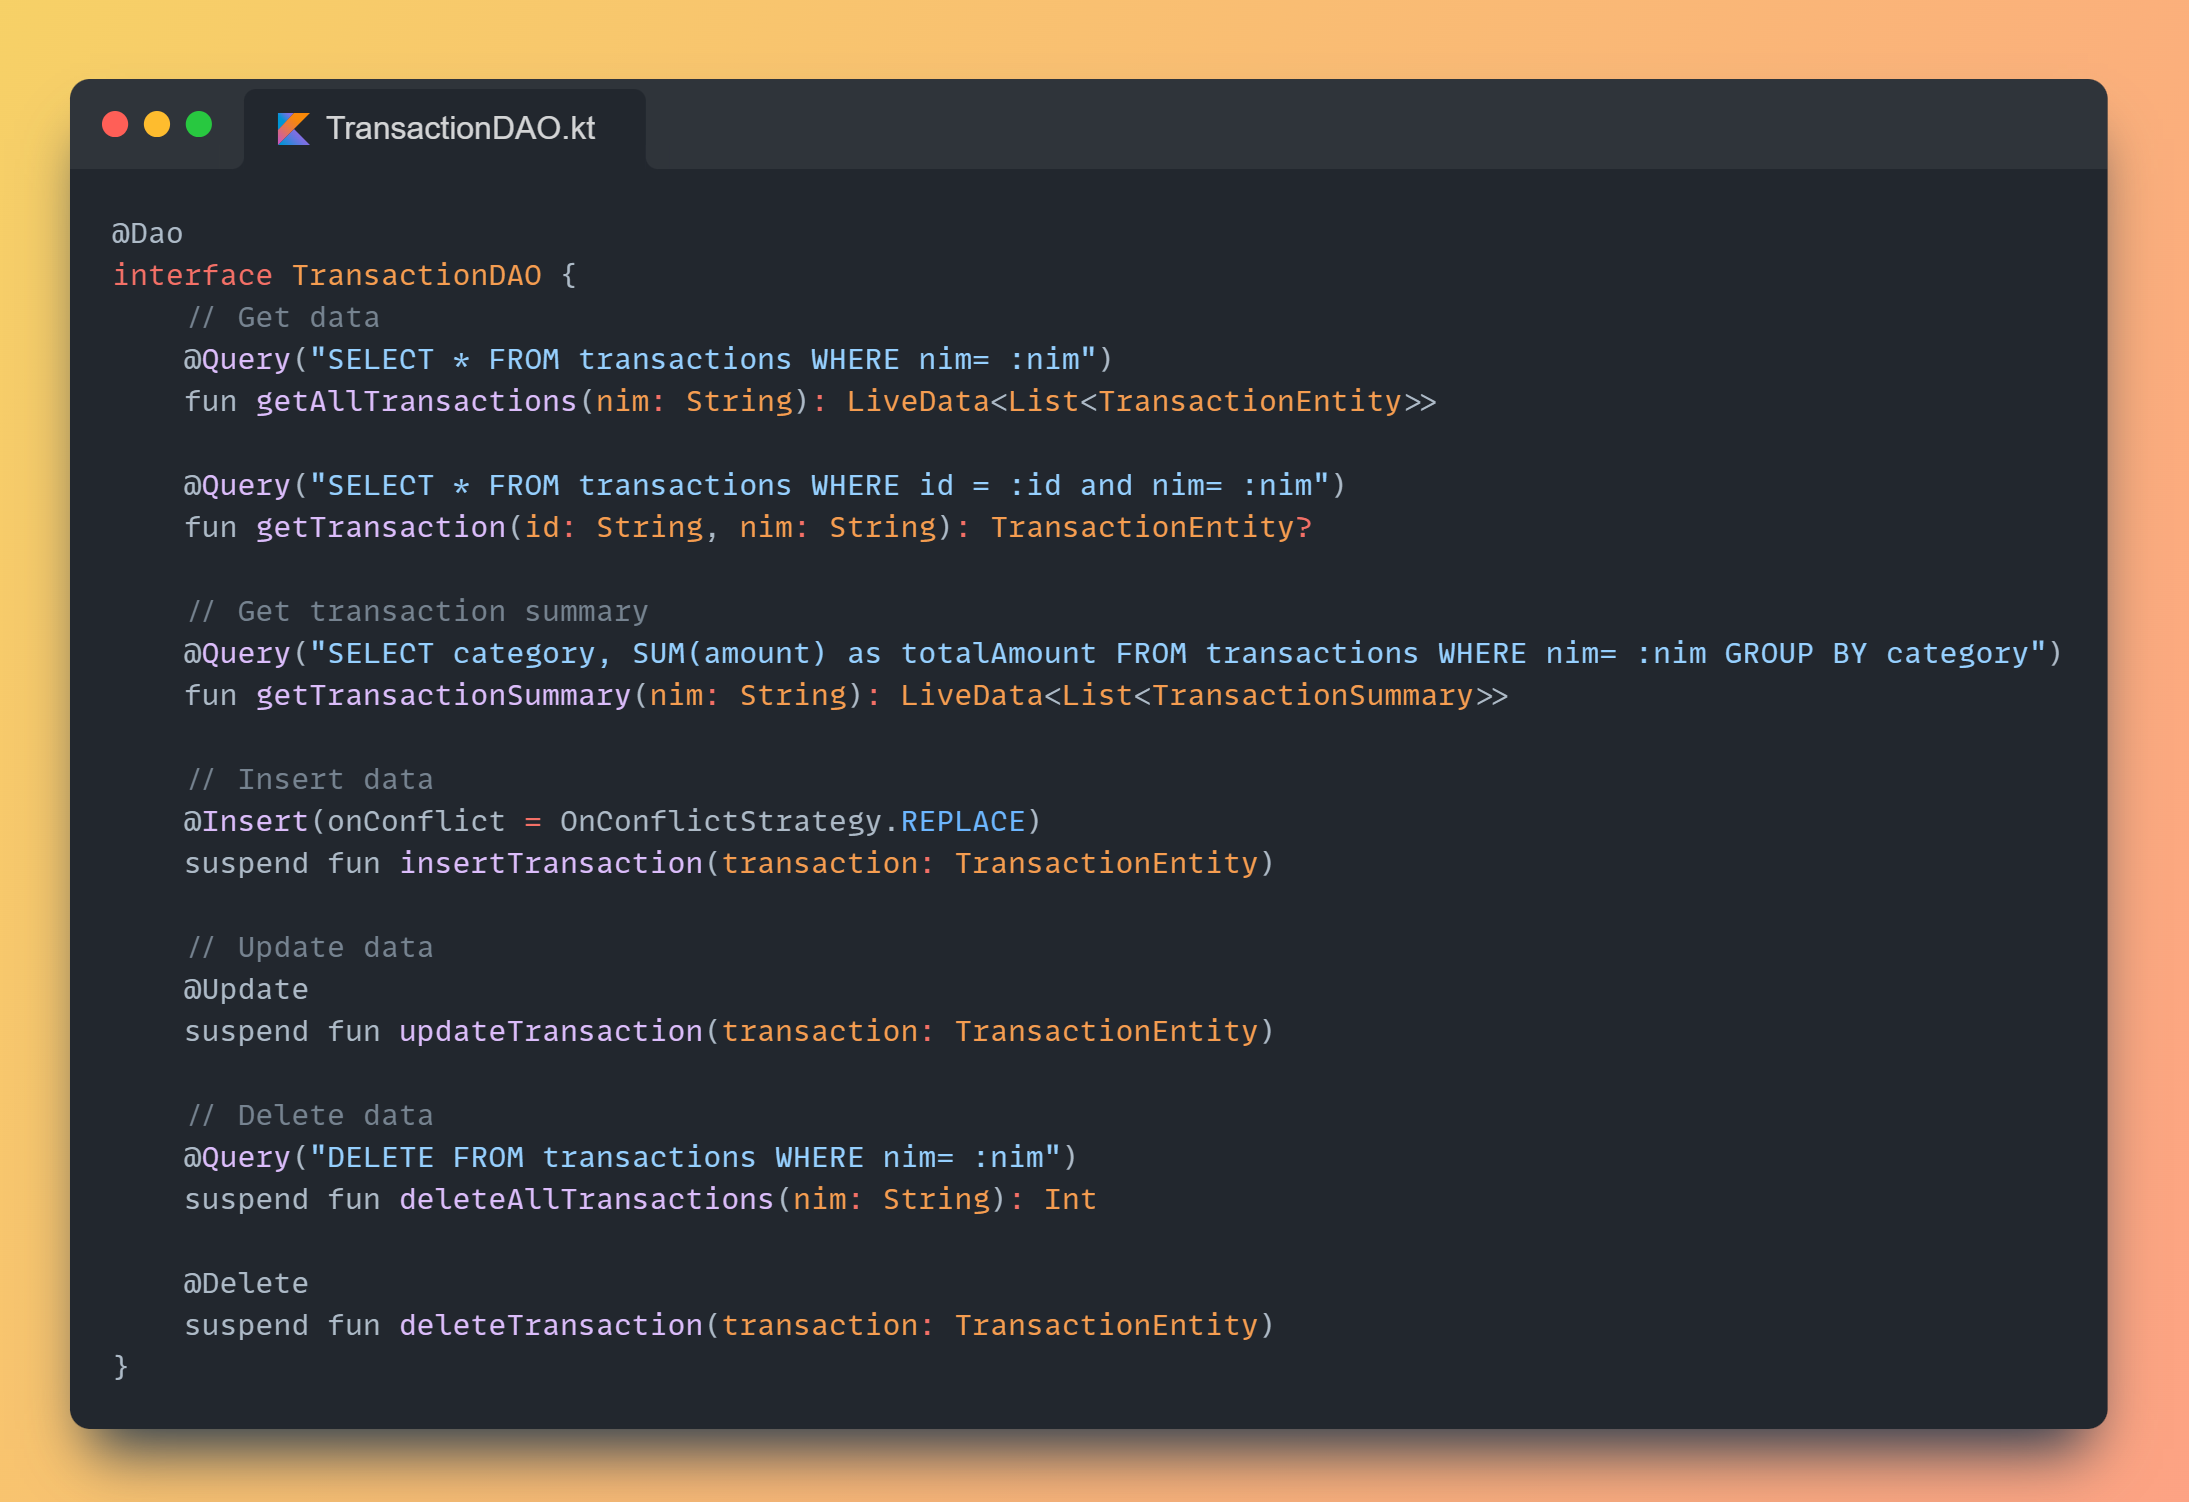 TransactionDAO.kt
@Dao
interface TransactionDAO {
    // Get data
    @Query("SELECT * FROM transactions WHERE nim= :nim")
    fun getAllTransactions(nim: String): LiveData<List<TransactionEntity>>

    @Query("SELECT * FROM transactions WHERE id = :id and nim= :nim")
    fun getTransaction(id: String, nim: String): TransactionEntity?

    // Get transaction summary
    @Query("SELECT category, SUM(amount) as totalAmount FROM transactions WHERE nim= :nim GROUP BY category")
    fun getTransactionSummary(nim: String): LiveData<List<TransactionSummary>>

    // Insert data
    @Insert(onConflict = OnConflictStrategy.REPLACE)
    suspend fun insertTransaction(transaction: TransactionEntity)

    // Update data
    @Update
    suspend fun updateTransaction(transaction: TransactionEntity)

    // Delete data
    @Query("DELETE FROM transactions WHERE nim= :nim")
    suspend fun deleteAllTransactions(nim: String): Int

    @Delete
    suspend fun deleteTransaction(transaction: TransactionEntity)
}